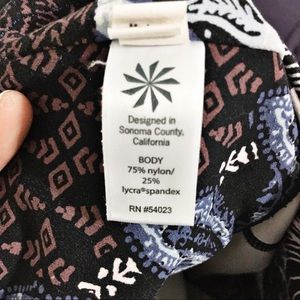 Designed in
Sonoma County,
California
BODY
75% nylon/
25%
lycra®spandex
RN #54023